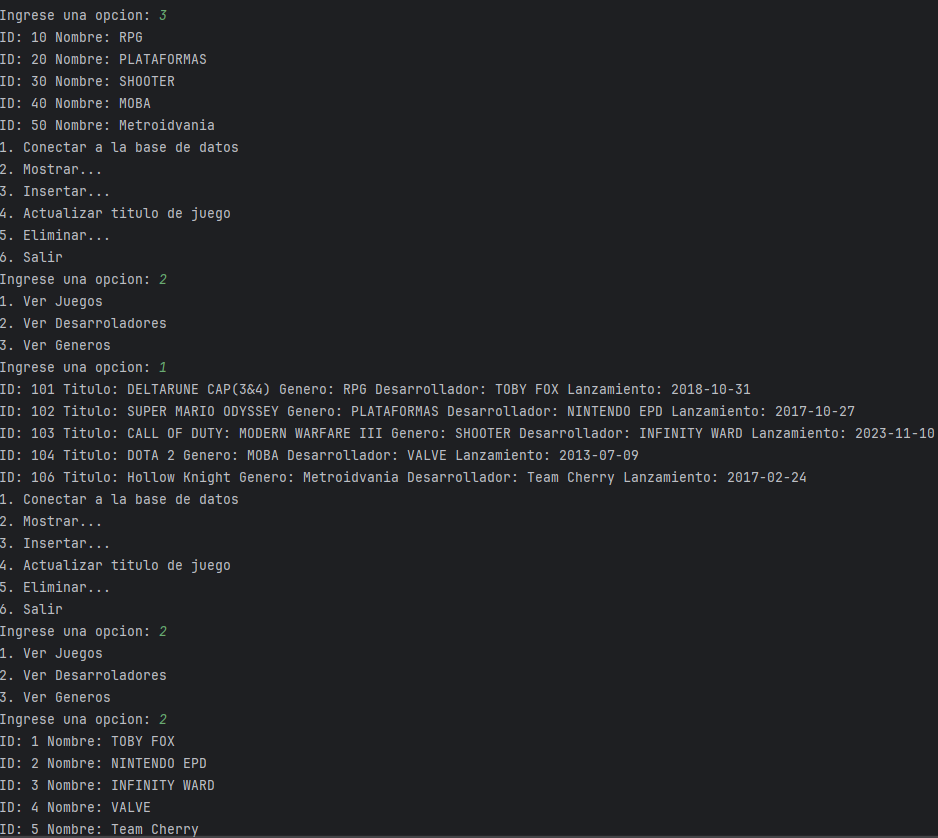 Ingrese una opcion: 3
ID: 10 Nombre: RPG
ID: 20 Nombre: PLATAFORMAS
ID: 30 Nombre: SHOOTER
ID: 40 Nombre: MOBA
ID: 50 Nombre: Metroidvania
1. Conectar a la base de datos
2. Mostrar...
3. Insertar...
4. Actualizar titulo de juego
5. Eliminar...
6. Salir
Ingrese una opcion: 2
1. Ver Juegos
2. Ver Desarroladores
3. Ver Generos
Ingrese una opcion: 1
ID: 101 Titulo: DELTARUNE CAP(3&4) Genero: RPG Desarrollador: TOBY FOX Lanzamiento: 2018-10-31
ID: 102 Titulo: SUPER MARIO ODYSSEY Genero: PLATAFORMAS Desarrollador: NINTENDO EPD Lanzamiento: 2017-10-27
ID: 103 Titulo: CALL OF DUTY: MODERN WARFARE III Genero: SHOOTER Desarrollador: INFINITY WARD Lanzamiento: 2023-11-10
ID: 104 Titulo: DOTA 2 Genero: MOBA Desarrollador: VALVE Lanzamiento: 2013-07-09
ID: 106 Titulo: Hollow Knight Genero: Metroidvania Desarrollador: Team Cherry Lanzamiento: 2017-02-24
1. Conectar a la base de datos
2. Mostrar...
3. Insertar...
4. Actualizar titulo de juego
5. Eliminar...
6. Salir
Ingrese una opcion: 2
1. Ver Juegos
2. Ver Desarroladores
3. Ver Generos
Ingrese una opcion: 2
ID: 1 Nombre: TOBY FOX
ID: 2 Nombre: NINTENDO EPD
ID: 3 Nombre: INFINITY WARD
ID: 4 Nombre: VALVE
ID: 5 Nombre: Team Cherry